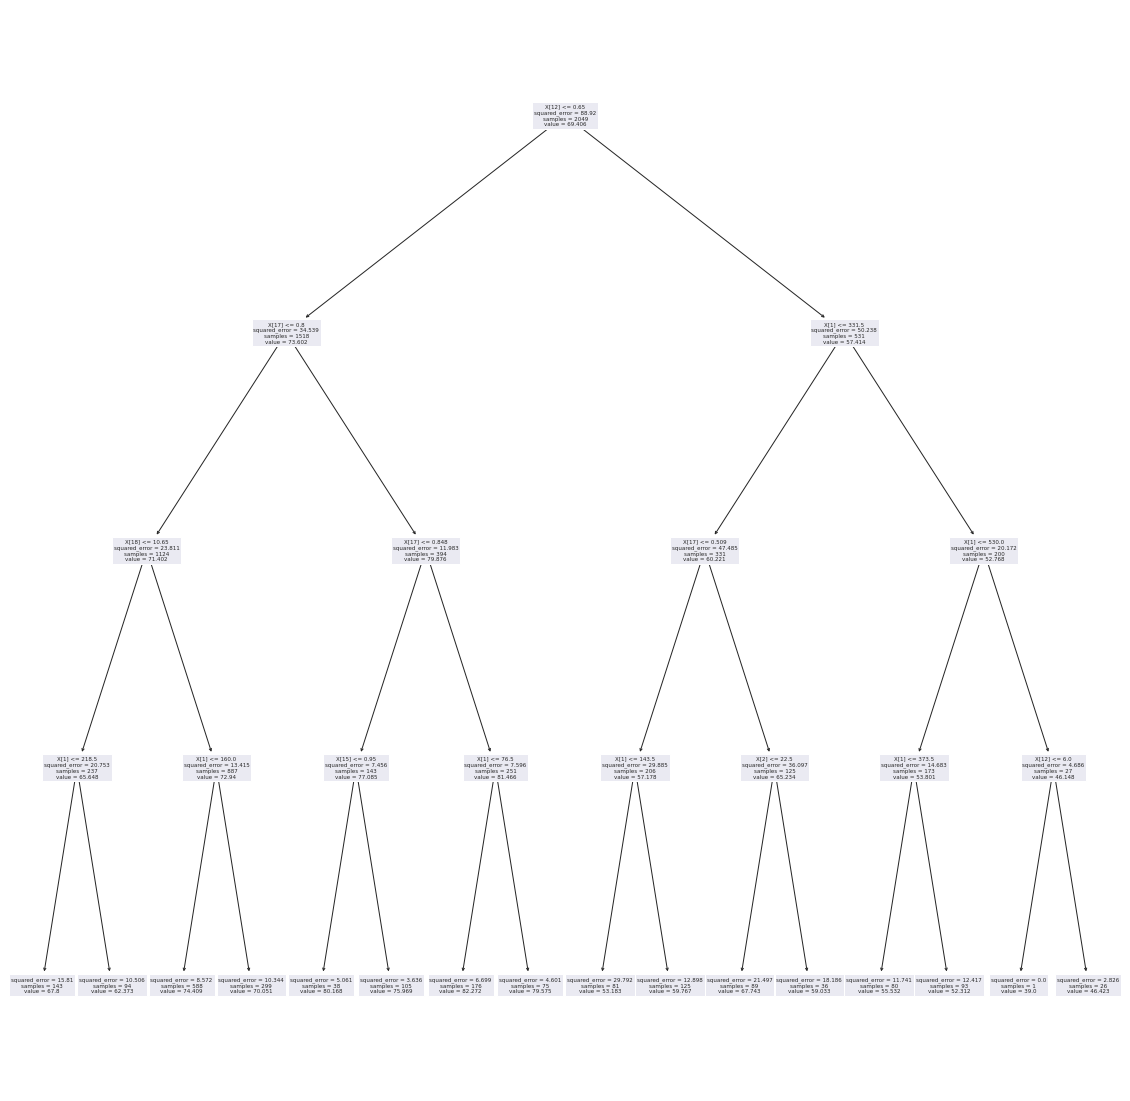 X[12] <= 0.65
squared_error = 88.92
samples = 2049
value = 69.406
X[17] <= 0.8
squared_error = 34.539
samples = 1518
value = 73.602
X[1] <= 331.5
squared_error = 50.238
samples = 531
value = 57.414
X[18] <= 10.65
squared_error = 23.811
samples = 1124
value = 71.402
X[17] <= 0.848
squared_error = 11.983
samples = 394
value = 79.876
X[17] <= 0.509
squared_error = 47.485
samples = 331
value = 60.221
X[1] <= 530.0
squared_error = 20.172
samples = 200
value = 52.768
X[1] <= 218.5
squared_error = 20.753
samples = 237
value = 65.648
X[1] <= 160.0
squared_error = 13.415
samples = 887
value = 72.94
X[15] <= 0.95
squared_error = 7.456
samples = 143
value = 77.085
X[1] <= 76.5
squared_error = 7.596
samples = 251
value = 81.466
X[1] <= 143.5
squared_error = 29.885
samples = 206
value = 57.178
X[2] <= 22.5
squared_error = 36.097
samples = 125
value = 65.234
X[1] <= 373.5
squared_error = 14.683
samples = 173
value = 53.801
X[12] <= 6.0
squared_error = 4.686
samples = 27
value = 46.148
squared_error = 15.81
samples = 143
value = 67.8
squared_error = 10.506
samples = 94
value = 62.373
squared_error = 8.572
samples = 588
value = 74.409
squared_error = 10.344
samples = 299
value = 70.051
squared_error = 5.061
samples = 38
value = 80.168
squared_error = 3.636
samples = 105
value = 75.969
squared_error = 6.699
samples = 176
value = 82.272
squared_error = 4.601
samples = 75
value = 79.575
squared_error = 29.792
samples = 81
value = 53.183
squared_error = 12.898
samples = 125
value = 59.767
squared_error = 21.497
samples = 89
value = 67.743
squared_error = 18.186
samples = 36
value = 59.033
squared_error = 11.741
samples = 80
value = 55.532
squared_error = 12.417
samples = 93
value = 52.312
squared_error = 0.0
samples = 1
value = 39.0
squared_error = 2.826
samples = 26
value = 46.423